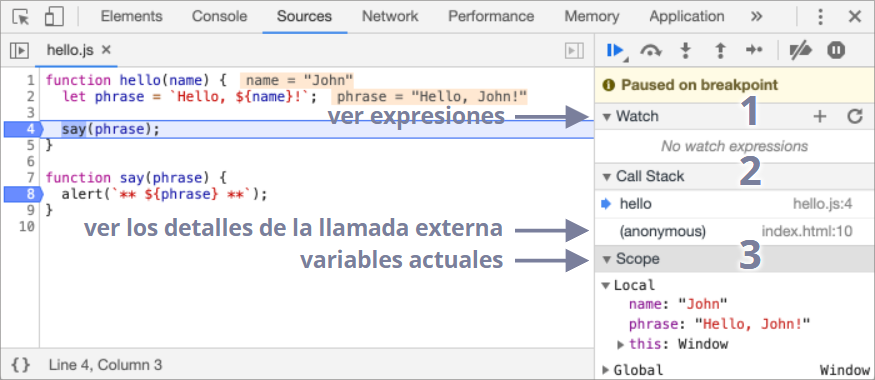 Elements Console Sources Network Performance Memory Application »
hello.js ×
1 function hello(name) { name = "John"
2 let phrase = `Hello, ${name}!`; phrase = "Hello, John!"
3
4 say(phrase);
5 }
6
7 function say(phrase) {
8 alert(`** ${phrase} **`);
9 }
10
{} Line 4, Column 3
ver expresiones
ver los detalles de la llamada externa
variables actuales
Paused on breakpoint
1
Watch
No watch expressions
2
Call Stack
hello hello.js:4
(anonymous) index.html:10
3
Scope
Local
name: "John"
phrase: "Hello, John!"
this: Window
Global Window